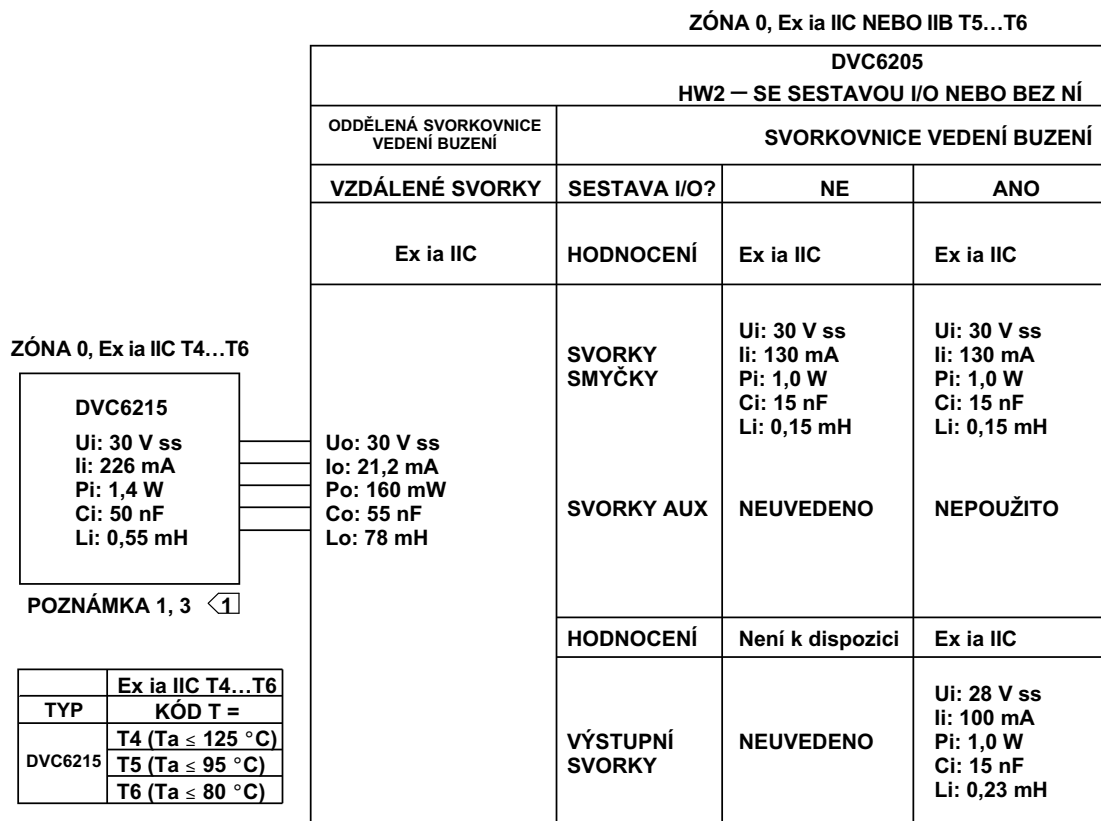 ZÓNA 0, Ex ia IIC NEBO IIB T5…T6
DVC6205
HW2 – SE SESTAVOU I/O NEBO BEZ NÍ
ODDĚLENÁ SVORKOVNICE
VEDENÍ BUZENÍ
SVORKOVNICE VEDENÍ BUZENÍ
VZDÁLENÉ SVORKY
SESTAVA I/O?
NE
ANO
Ex ia IIC
HODNOCENÍ
Ex ia IIC
Ex ia IIC
ZÓNA 0, Ex ia IIC T4…T6
DVC6215
Ui: 30 V ss
Ii: 226 mA
Pi: 1,4 W
Ci: 50 nF
Li: 0,55 mH
POZNÁMKA 1, 3 1
Uo: 30 V ss
Io: 21,2 mA
Po: 160 mW
Co: 55 nF
Lo: 78 mH
SVORKY
SMYČKY
Ui: 30 V ss
Ii: 130 mA
Pi: 1,0 W
Ci: 15 nF
Li: 0,15 mH
Ui: 30 V ss
Ii: 130 mA
Pi: 1,0 W
Ci: 15 nF
Li: 0,15 mH
SVORKY AUX
NEUVEDENO
NEPOUŽITO
HODNOCENÍ
Není k dispozici
Ex ia IIC
VÝSTUPNÍ
SVORKY
NEUVEDENO
Ui: 28 V ss
Ii: 100 mA
Pi: 1,0 W
Ci: 15 nF
Li: 0,23 mH
Ex ia IIC T4…T6
TYP
KÓD T =
DVC6215
T4 (Ta ≤ 125 °C)
T5 (Ta ≤ 95 °C)
T6 (Ta ≤ 80 °C)